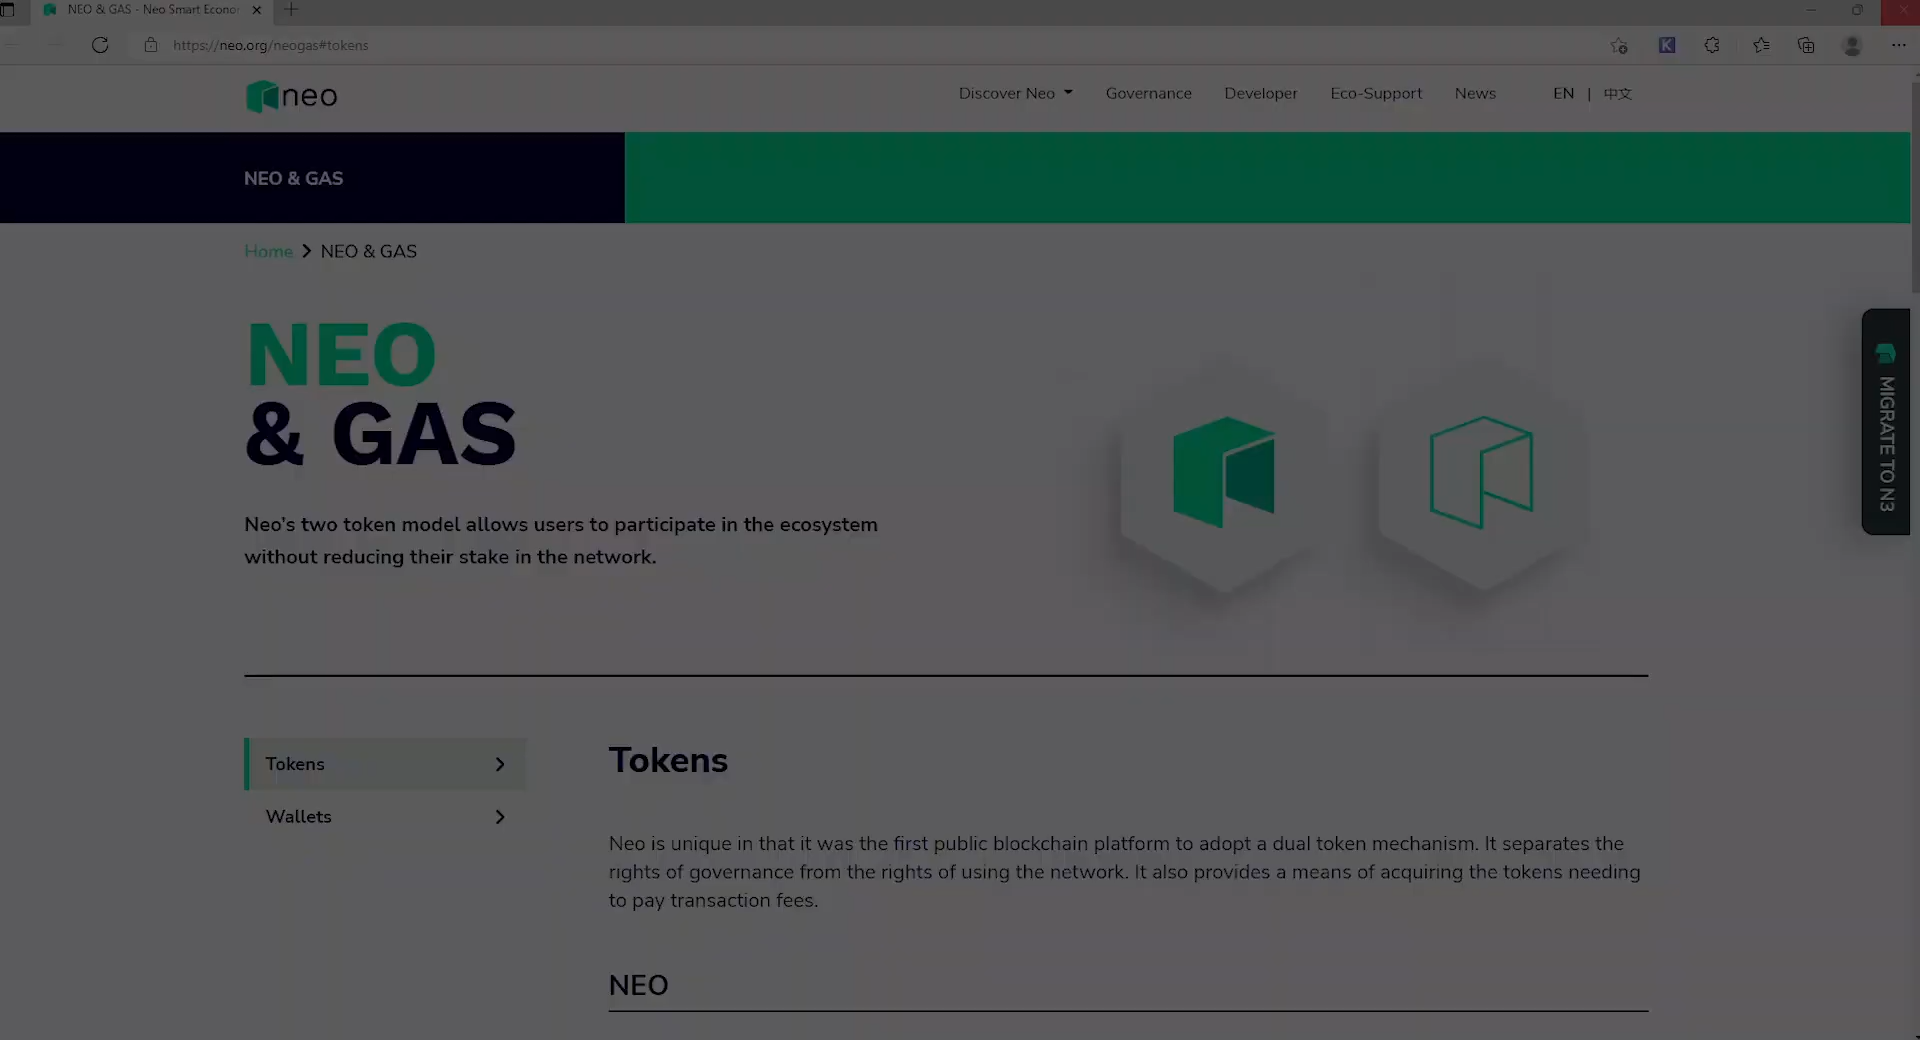 NEO & GAS - Neo Smart Econo
https://neo.org/neogas#tokens
neo
Discover Neo
Governance
Developer
Eco-Support
News
EN | 中文
NEO & GAS
Home > NEO & GAS
NEO
& GAS
Neo's two token model allows users to participate in the ecosystem
without reducing their stake in the network.
MIGRATE TO N3
Tokens
Wallets
Tokens
Neo is unique in that it was the first public blockchain platform to adopt a dual token mechanism. It separates the
rights of governance from the rights of using the network. It also provides a means of acquiring the tokens needing
to pay transaction fees.
NEO